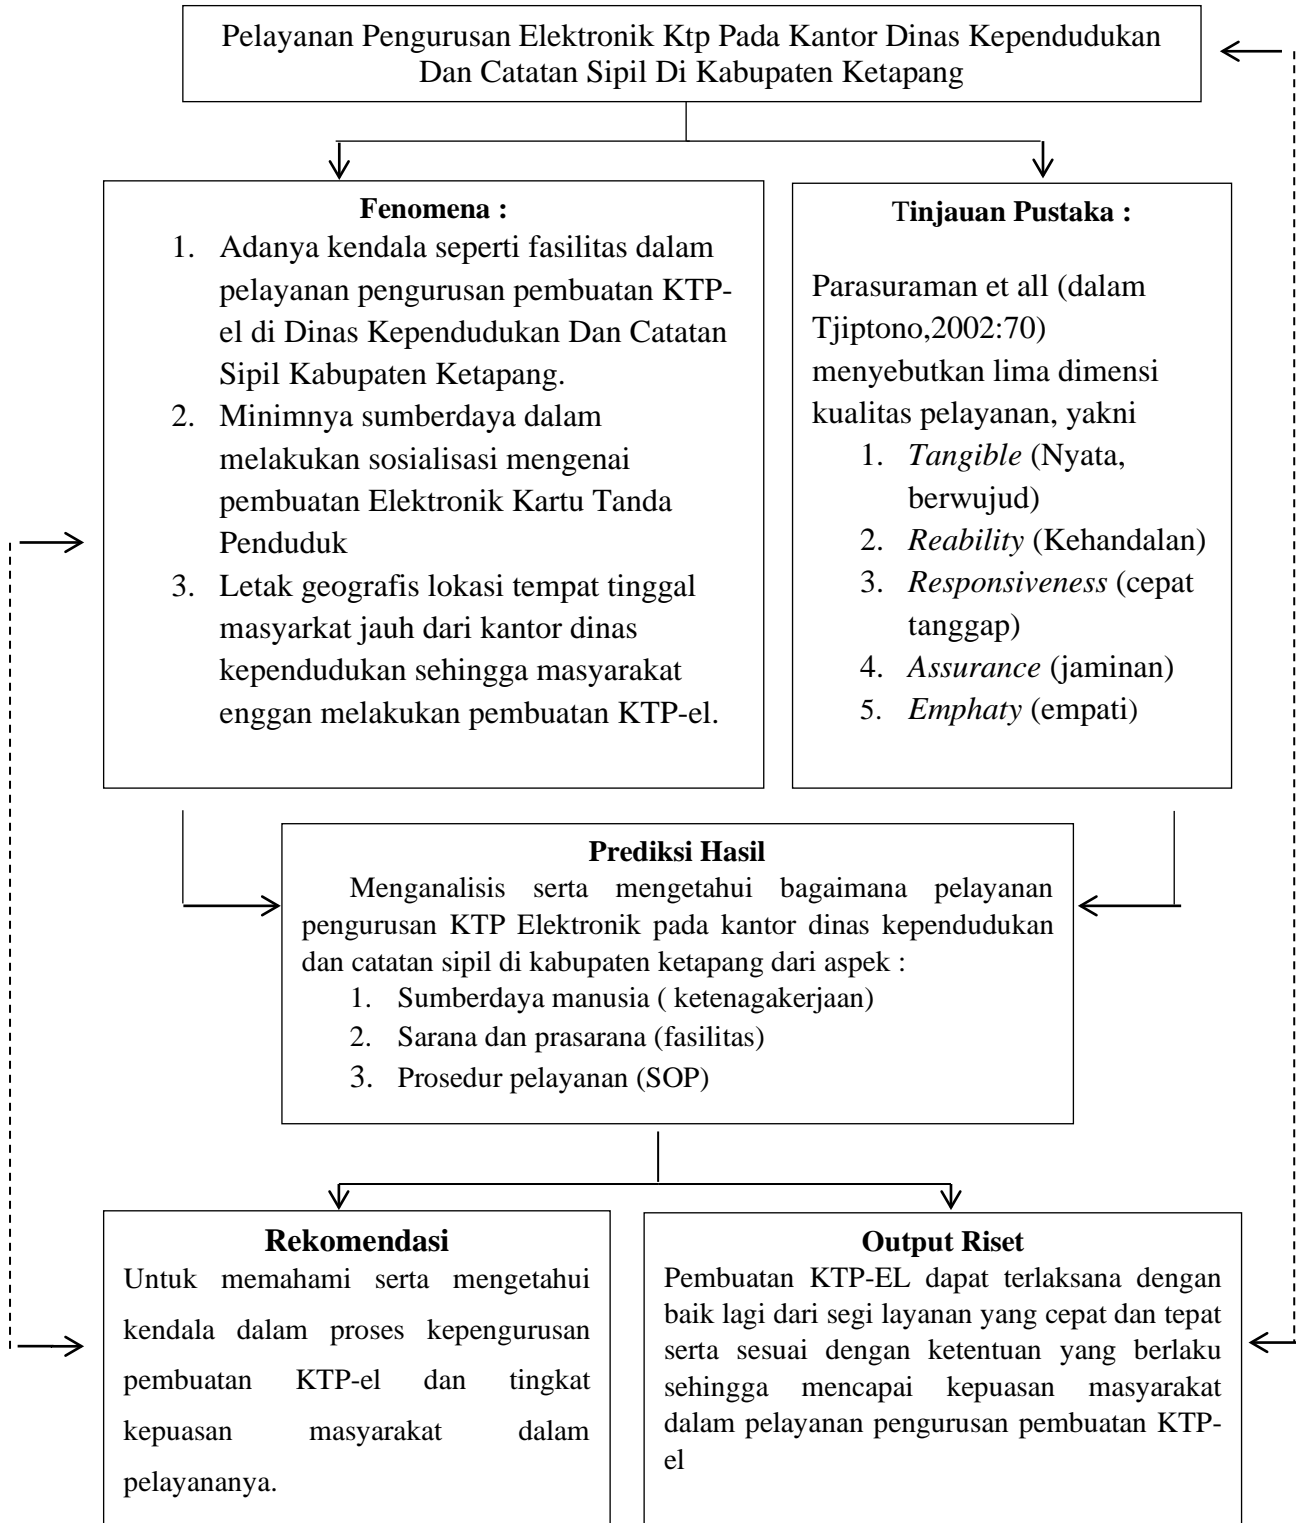 Pelayanan Pengurusan Elektronik Ktp Pada Kantor Dinas Kependudukan
Dan Catatan Sipil Di Kabupaten Ketapang
Fenomena :
1. Adanya kendala seperti fasilitas dalam
pelayanan pengurusan pembuatan KTP-
el di Dinas Kependudukan Dan Catatan
Sipil Kabupaten Ketapang.
2. Minimnya sumberdaya dalam
melakukan sosialisasi mengenai
pembuatan Elektronik Kartu Tanda
Penduduk
3. Letak geografis lokasi tempat tinggal
masyarkat jauh dari kantor dinas
kependudukan sehingga masyarakat
enggan melakukan pembuatan KTP-el.
Tinjauan Pustaka :
Parasuraman et all (dalam
Tjiptono,2002:70)
menyebutkan lima dimensi
kualitas pelayanan, yakni
1. Tangible (Nyata,
berwujud)
2. Reability (Kehandalan)
3. Responsiveness (cepat
tanggap)
4. Assurance (jaminan)
5. Emphaty (empati)
Prediksi Hasil
Menganalisis serta mengetahui bagaimana pelayanan
pengurusan KTP Elektronik pada kantor dinas kependudukan
dan catatan sipil di kabupaten ketapang dari aspek :
1. Sumberdaya manusia ( ketenagakerjaan)
2. Sarana dan prasarana (fasilitas)
3. Prosedur pelayanan (SOP)
Rekomendasi
Untuk memahami serta mengetahui
kendala dalam proses kepengurusan
pembuatan KTP-el dan tingkat
kepuasan masyarakat dalam
pelayananya.
Output Riset
Pembuatan KTP-EL dapat terlaksana dengan
baik lagi dari segi layanan yang cepat dan tepat
serta sesuai dengan ketentuan yang berlaku
sehingga mencapai kepuasan masyarakat
dalam pelayanan pengurusan pembuatan KTP-
el